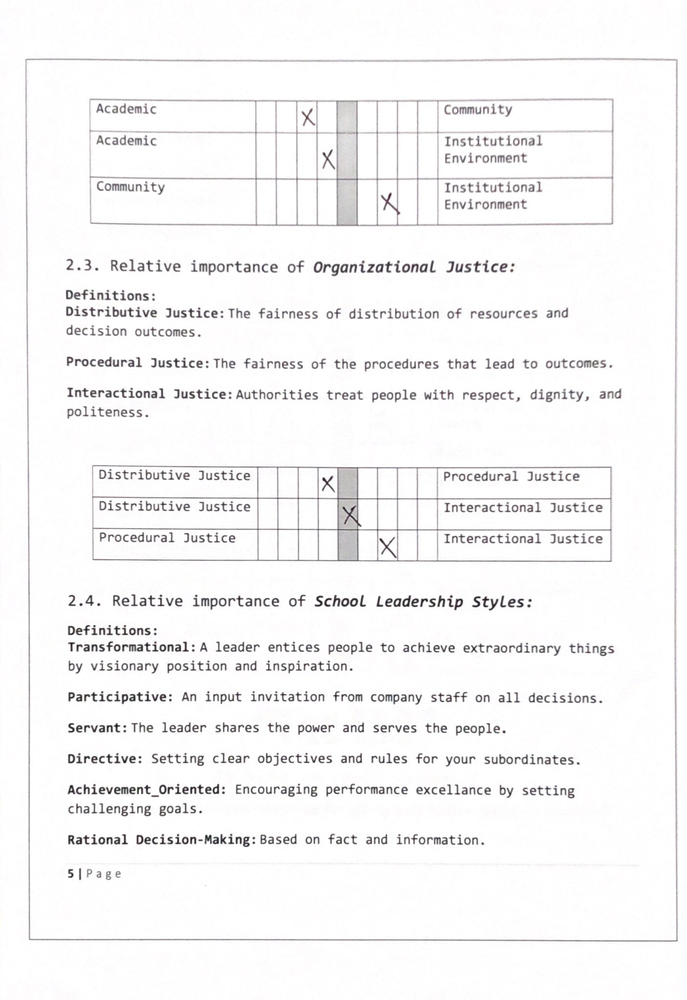 Academic X Community
Academic X Institutional
Environment
Community X Institutional
Environment
2.3. Relative importance of Organizational Justice:
Definitions:
Distributive Justice: The fairness of distribution of resources and
decision outcomes.
Procedural Justice: The fairness of the procedures that lead to outcomes.
Interactional Justice: Authorities treat people with respect, dignity, and
politeness.
Distributive Justice X Procedural Justice
Distributive Justice X Interactional Justice
Procedural Justice X Interactional Justice
2.4. Relative importance of School Leadership Styles:
Definitions:
Transformational: A leader entices people to achieve extraordinary things
by visionary position and inspiration.
Participative: An input invitation from company staff on all decisions.
Servant: The leader shares the power and serves the people.
Directive: Setting clear objectives and rules for your subordinates.
Achievement_Oriented: Encouraging performance excellance by setting
challenging goals.
Rational Decision-Making: Based on fact and information.
5 | Page